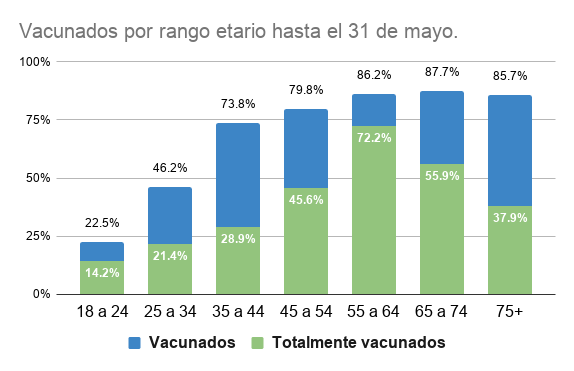 Vacunados por rango etario hasta el 31 de mayo.
100%
75%
50%
25%
0%
22.5%
46.2%
73.8%
79.8%
86.2%
87.7%
85.7%
14.2%
21.4%
28.9%
45.6%
72.2%
55.9%
37.9%
18 a 24
25 a 34
35 a 44
45 a 54
55 a 64
65 a 74
75+
Vacunados
Totalmente vacunados